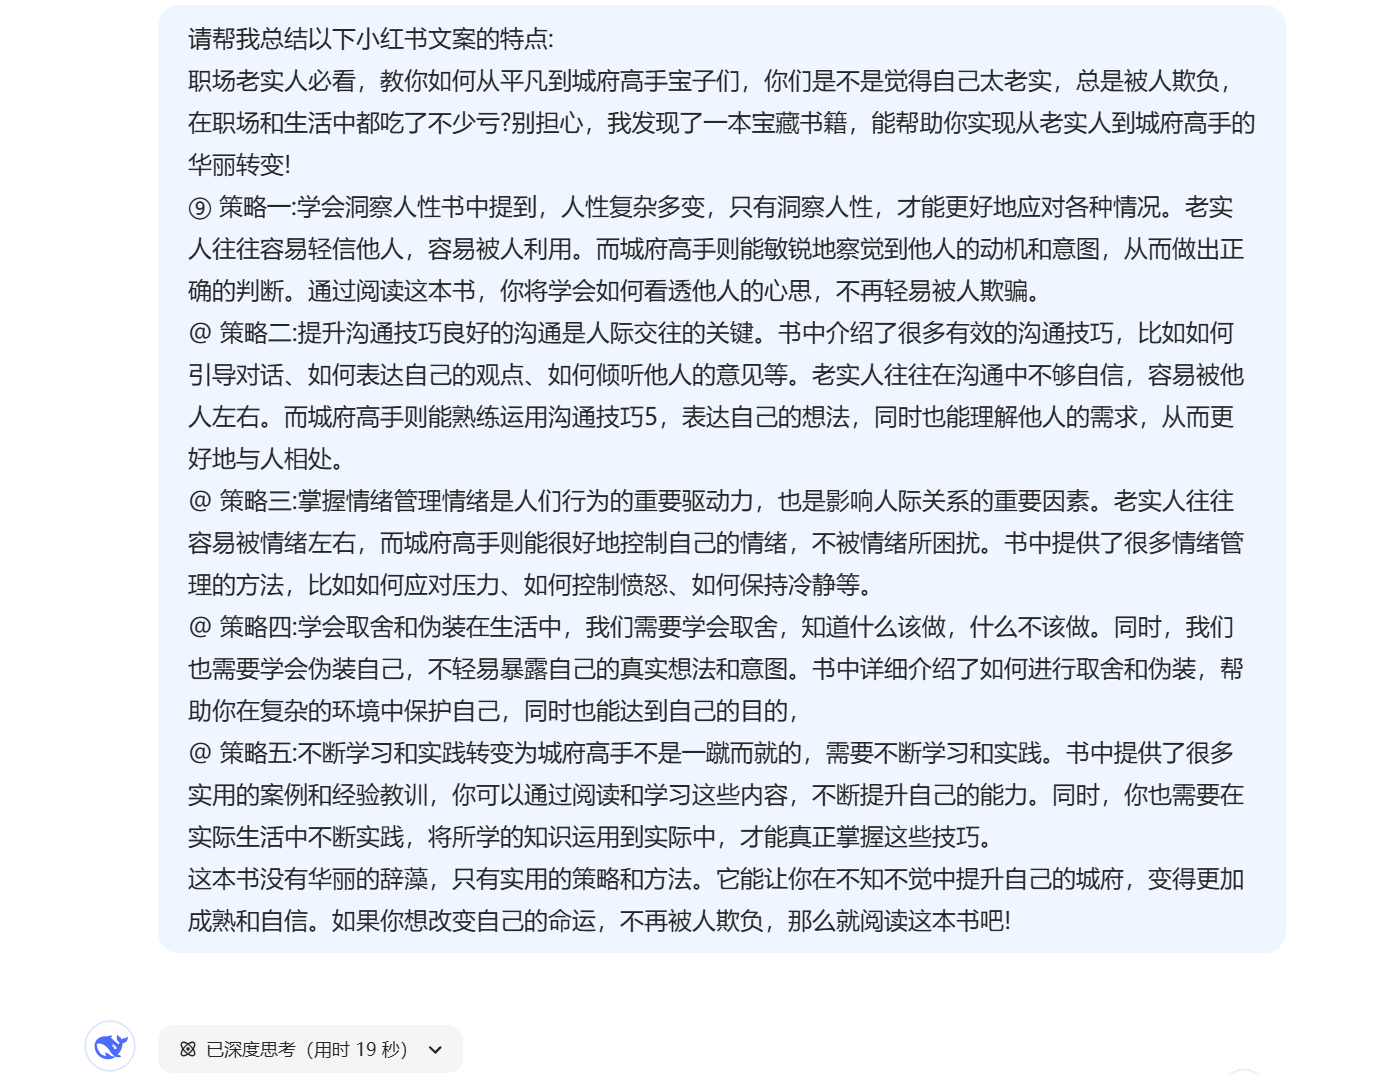 请帮我总结以下小红书文案的特点:
职场老实人必看，教你如何从平凡到城府高手宝子们，你们是不是觉得自己太老实，总是被人欺负，
在职场和生活中都吃了不少亏?别担心，我发现了一本宝藏书籍，能帮助你实现从老实人到城府高手的
华丽转变!
⑨ 策略一:学会洞察人性书中提到，人性复杂多变，只有洞察人性，才能更好地应对各种情况。老实
人往往容易轻信他人，容易被人利用。而城府高手则能敏锐地察觉到他人的动机和意图，从而做出正
确的判断。通过阅读这本书，你将学会如何看透他人的心思，不再轻易被人欺骗。
@ 策略二:提升沟通技巧良好的沟通是人际交往的关键。书中介绍了很多有效的沟通技巧，比如如何
引导对话、如何表达自己的观点、如何倾听他人的意见等。老实人往往在沟通中不够自信，容易被他
人左右。而城府高手则能熟练运用沟通技巧5，表达自己的想法，同时也能理解他人的需求，从而更
好地与人相处。
@ 策略三:掌握情绪管理情绪是人们行为的重要驱动力，也是影响人际关系的重要因素。老实人往往
容易被情绪左右，而城府高手则能很好地控制自己的情绪，不被情绪所困扰。书中提供了很多情绪管
理的方法，比如如何应对压力、如何控制愤怒、如何保持冷静等。
@ 策略四:学会取舍和伪装在生活中，我们需要学会取舍，知道什么该做，什么不该做。同时，我们
也需要学会伪装自己，不轻易暴露自己的真实想法和意图。书中详细介绍了如何进行取舍和伪装，帮
助你在复杂的环境中保护自己，同时也能达到自己的目的，
@ 策略五:不断学习和实践转变为城府高手不是一蹴而就的，需要不断学习和实践。书中提供了很多
实用的案例和经验教训，你可以通过阅读和学习这些内容，不断提升自己的能力。同时，你也需要在
实际生活中不断实践，将所学的知识运用到实际中，才能真正掌握这些技巧。
这本书没有华丽的辞藻，只有实用的策略和方法。它能让你在不知不觉中提升自己的城府，变得更加
成熟和自信。如果你想改变自己的命运，不再被人欺负，那么就阅读这本书吧!
已深度思考（用时 19 秒）